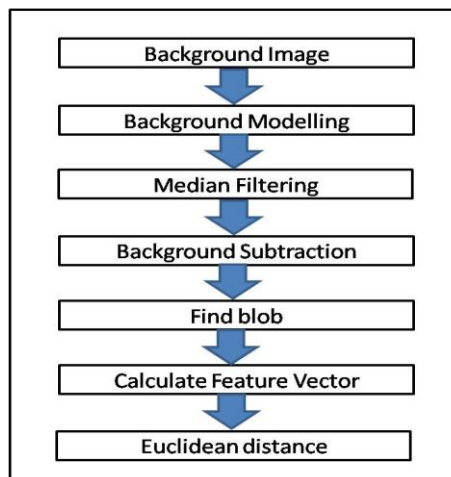 Background Image
Background Modelling
Median Filtering
Background Subtraction
Find blob
Calculate Feature Vector
Euclidean distance